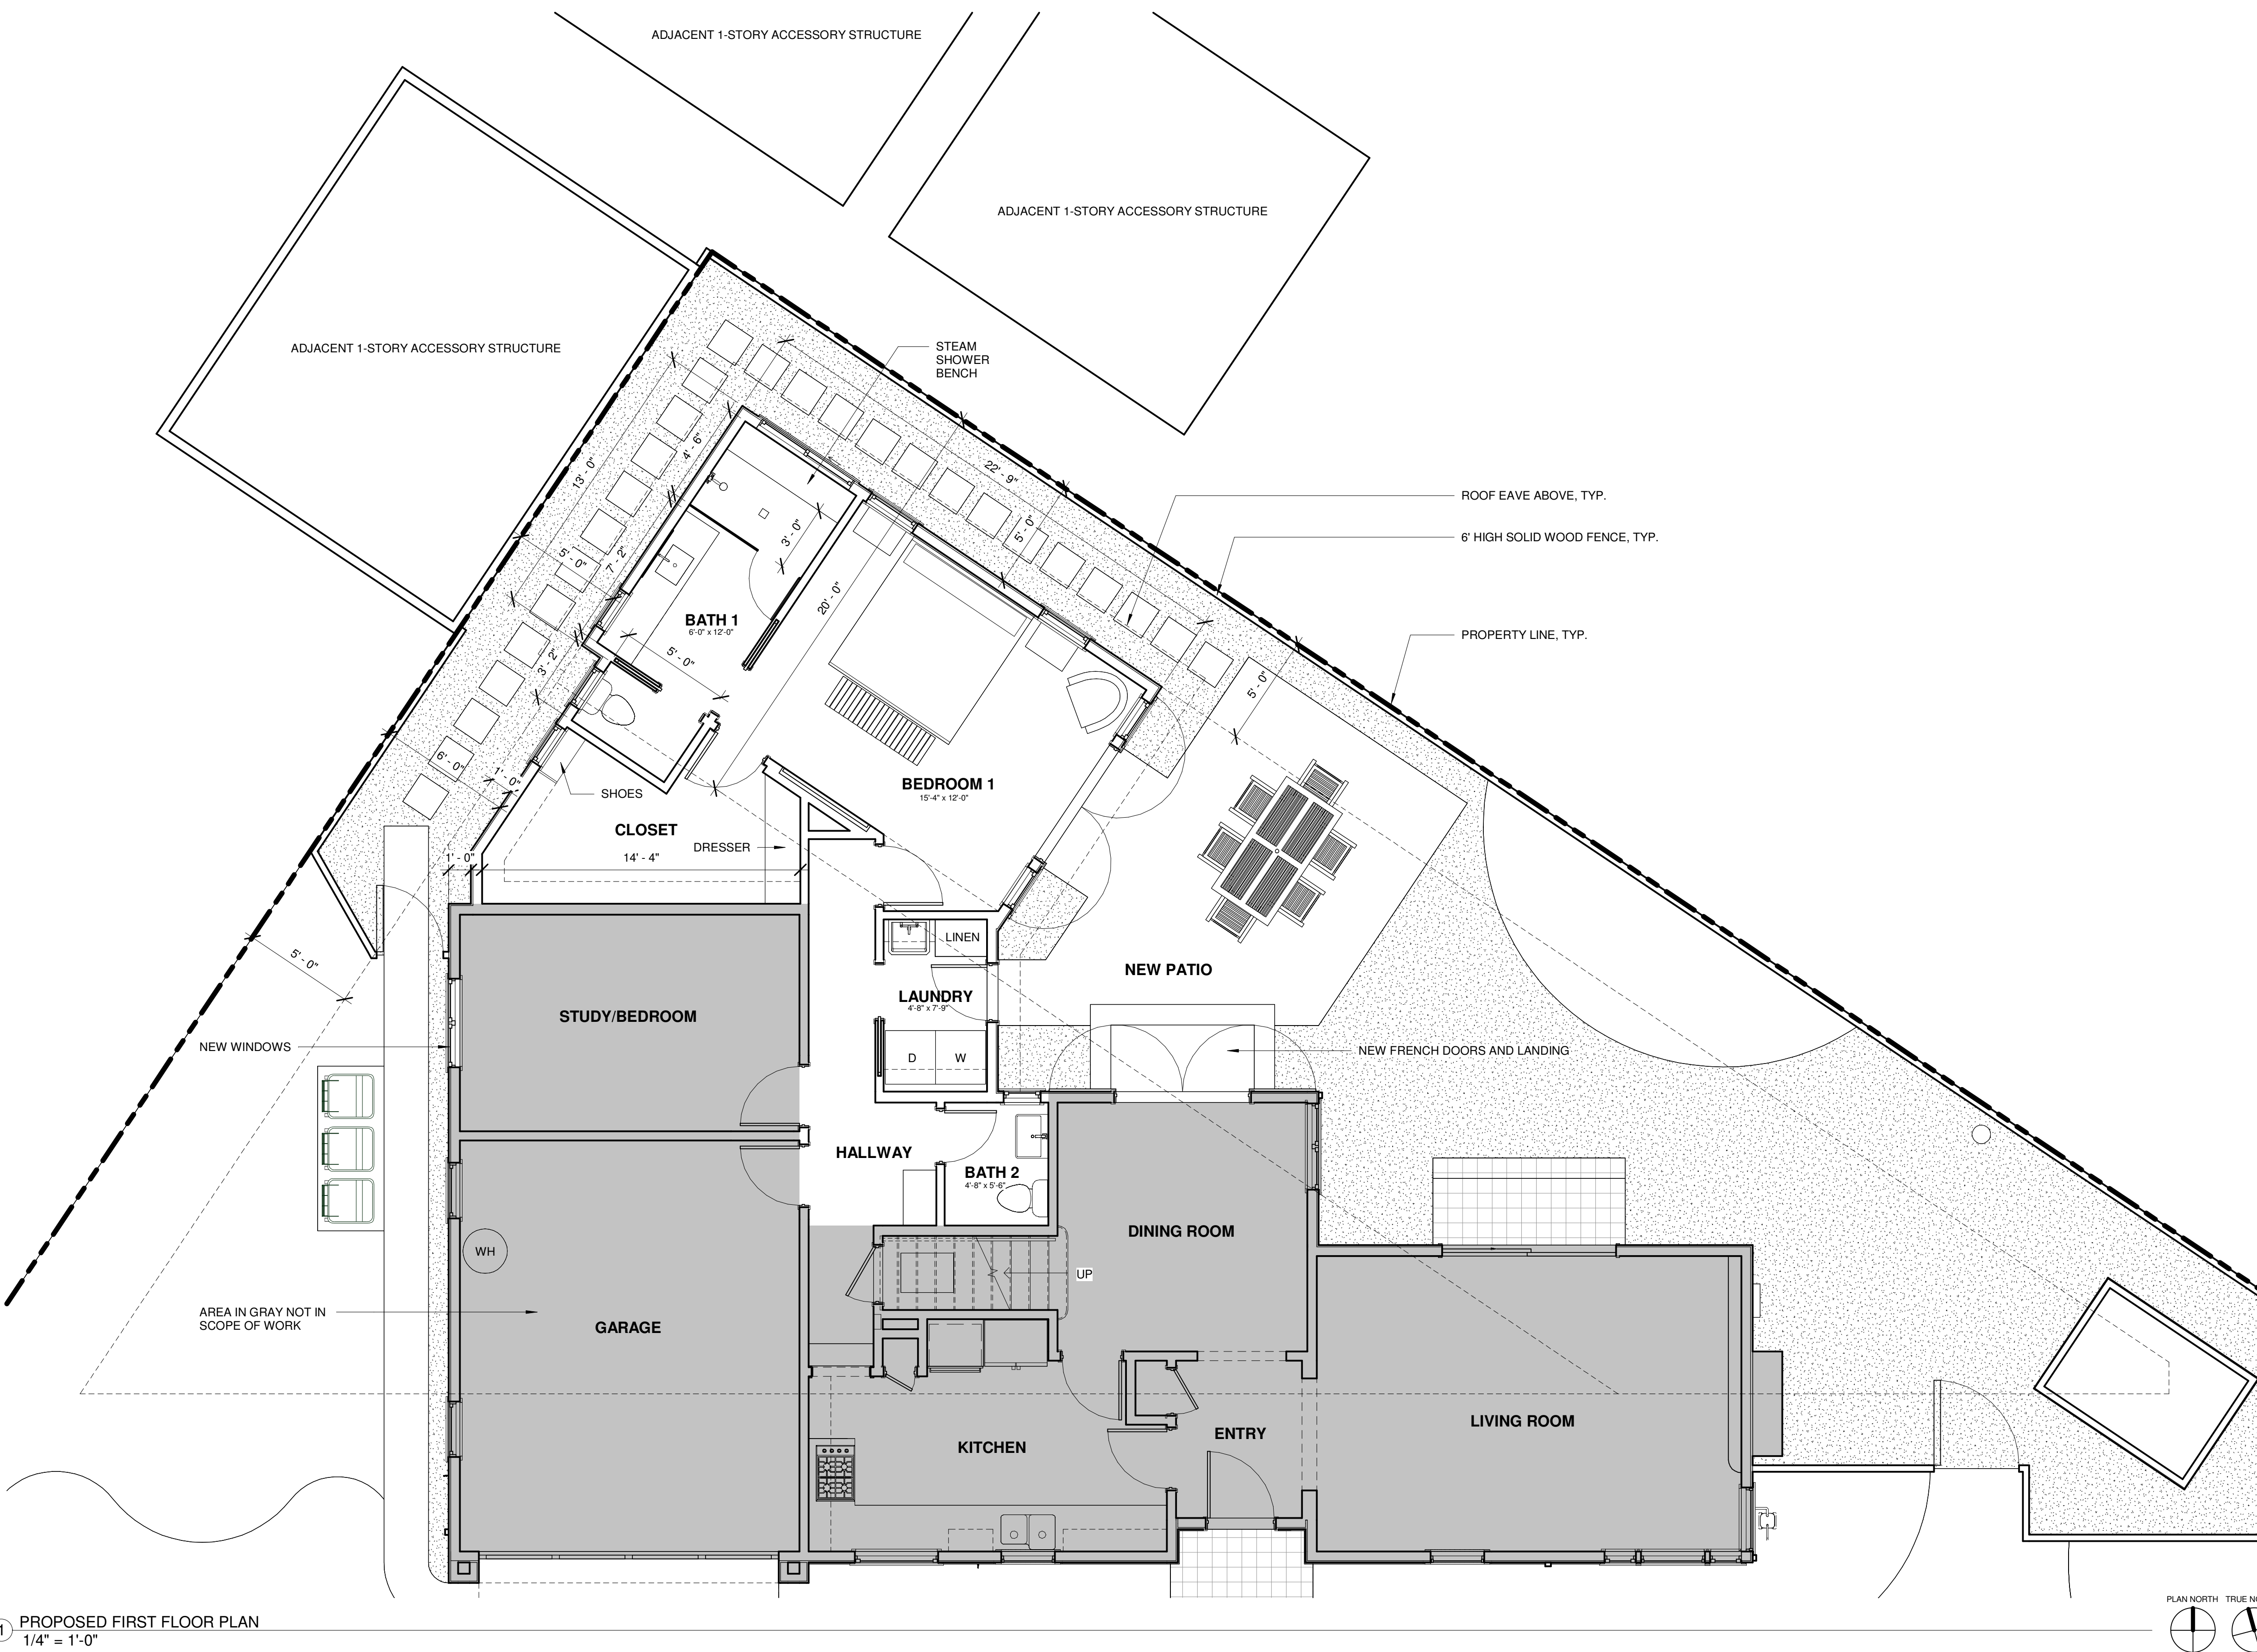 ADJACENT 1-STORY ACCESSORY STRUCTURE
ADJACENT 1-STORY ACCESSORY STRUCTURE
ADJACENT 1-STORY ACCESSORY STRUCTURE
STEAM
SHOWER
BENCH
13' - 0"
4' - 6"
22' - 9"
ROOF EAVE ABOVE, TYP.
3' - 0"
5' - 0"
6' HIGH SOLID WOOD FENCE, TYP.
5' - 0"
7' - 2"
20' - 0"
BATH 1
6'-0" x 12'-0"
PROPERTY LINE, TYP.
5' - 0"
3' - 2"
5' - 0"
6' - 0"
1' - 0"
SHOES
BEDROOM 1
15'-4" x 12'-0"
CLOSET
DRESSER
1' - 0"
14' - 4"
LINEN
5' - 0"
NEW PATIO
LAUNDRY
4'-8" x 7'-9"
STUDY/BEDROOM
NEW WINDOWS
D
W
NEW FRENCH DOORS AND LANDING
HALLWAY
BATH 2
4'-8" x 5'-6"
DINING ROOM
WH
UP
AREA IN GRAY NOT IN
SCOPE OF WORK
GARAGE
LIVING ROOM
ENTRY
KITCHEN
PLAN NORTH
TRUE NO
1
PROPOSED FIRST FLOOR PLAN
1/4" = 1'-0"